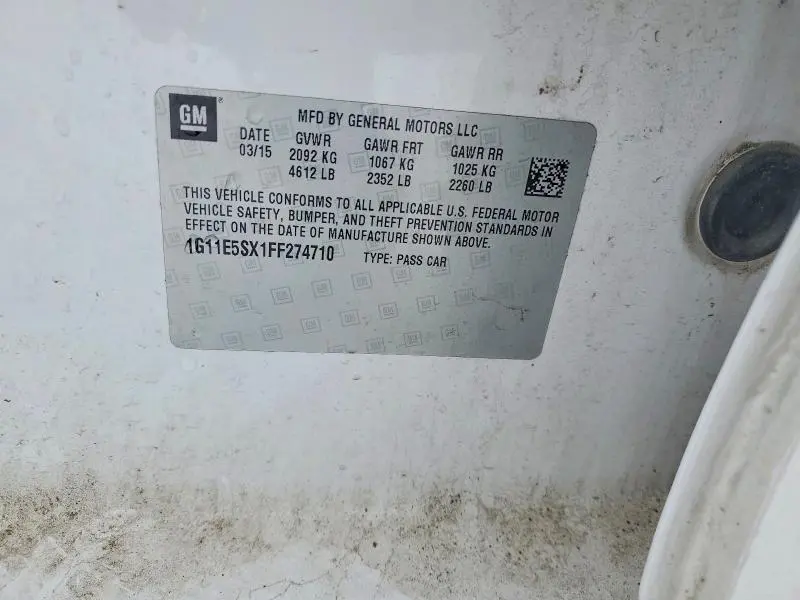 GM
MFD BY GENERAL MOTORS LLC
DATE GVWR GAWR FRT GAWR RR
03/15 2092 KG 1067 KG 1025 KG
4612 LB 2352 LB 2260 LB
THIS VEHICLE CONFORMS TO ALL APPLICABLE U.S. FEDERAL MOTOR
VEHICLE SAFETY, BUMPER, AND THEFT PREVENTION STANDARDS IN
EFFECT ON THE DATE OF MANUFACTURE SHOWN ABOVE.
1G11E5SX1FF274710 TYPE: PASS CAR